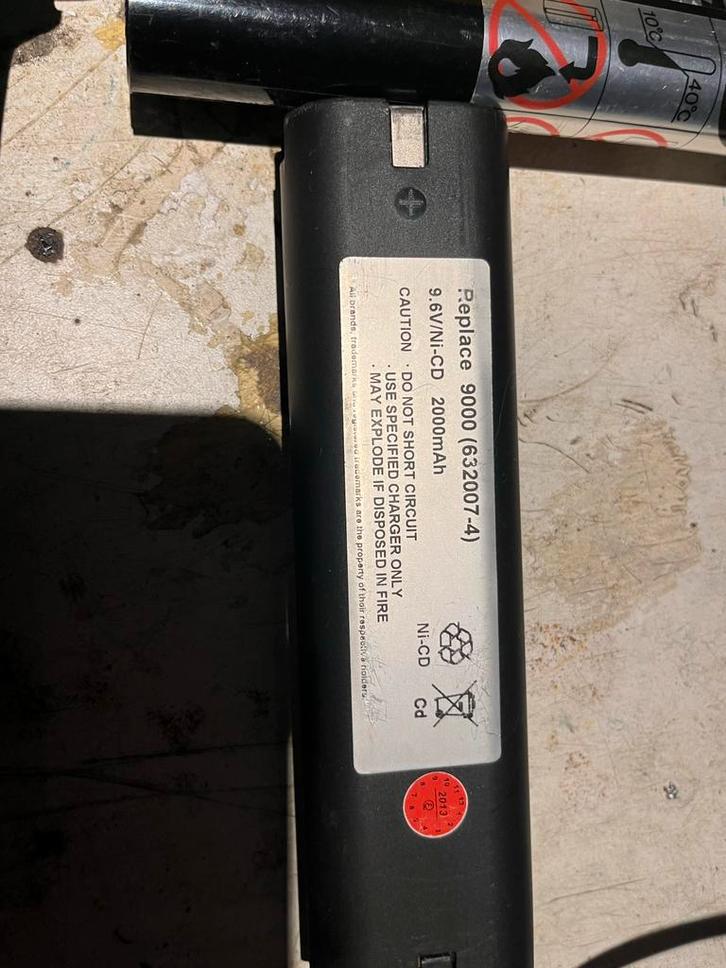 10°C
40°C
+
Replace 9000 (632007-4)
9.6V/Ni-CD 2000mAh
CAUTION · DO NOT SHORT CIRCUIT
· USE SPECIFIED CHARGER ONLY
· MAY EXPLODE IF DISPOSED IN FIRE
All brands, trademarks and registered trademarks are the property of their respective holders.
Ni-CD
Cd
2013